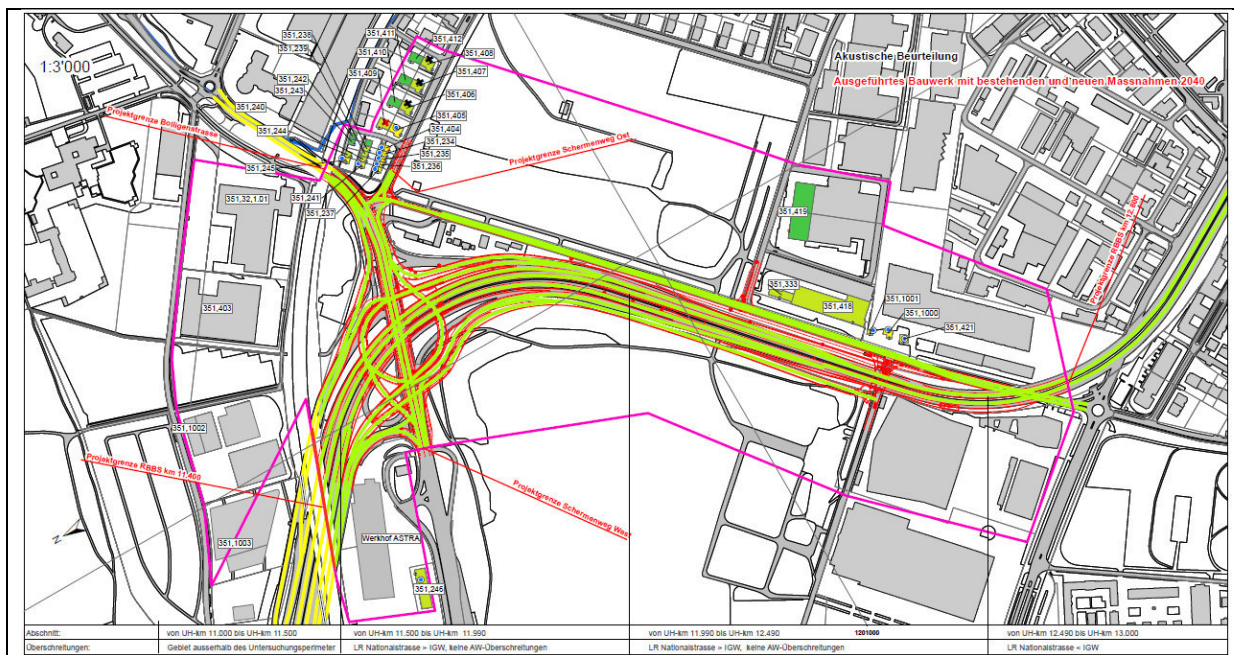 1:3'000
Akustische Beurteilung
Ausgeführtes Bauwerk mit bestehenden und neuen Massnahmen 2040
351,238
351,239
351,242
351,243
351,240
351,244
351,245
351,241
351,237
351,411
351,410
351,409
351,412
351,408
351,407
351,406
351,405
351,404
351,234
351,235
351,236
Projektgrenze Bolligenstrasse
Projektgrenze Schermenweg Ost
351,32,1.01
351,403
351,419
351,333
351,418
351,1001
351,1000
351,421
Projektgrenze RBBS km 12.800
351,1002
Projektgrenze RBBS km 11.400
Projektgrenze Schermenweg West
351,1003
Werkhof ASTRA
351,246
N
Abschnitt:
von UH-km 11.000 bis UH-km 11.500
von UH-km 11.500 bis UH-km 11.990
von UH-km 11.990 bis UH-km 12.490
1201000
von UH-km 12.490 bis UH-km 13.000
Überschreitungen:
Gebiet ausserhalb des Untersuchungsperimeter
LR Nationalstrasse > IGW, keine AW-Überschreitungen
LR Nationalstrasse > IGW, keine AW-Überschreitungen
LR Nationalstrasse < IGW